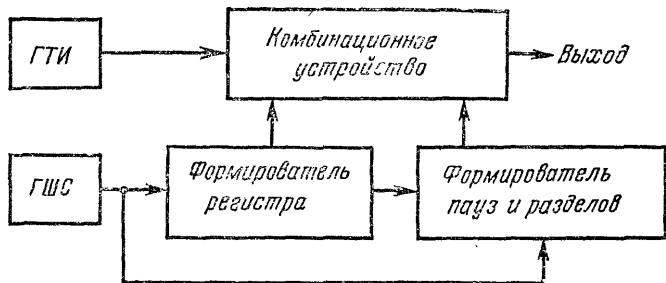 ГТИ
Комбинационное
устройство
Выход
ГШС
Формирователь
регистра
Формирователь
пауз и разделов